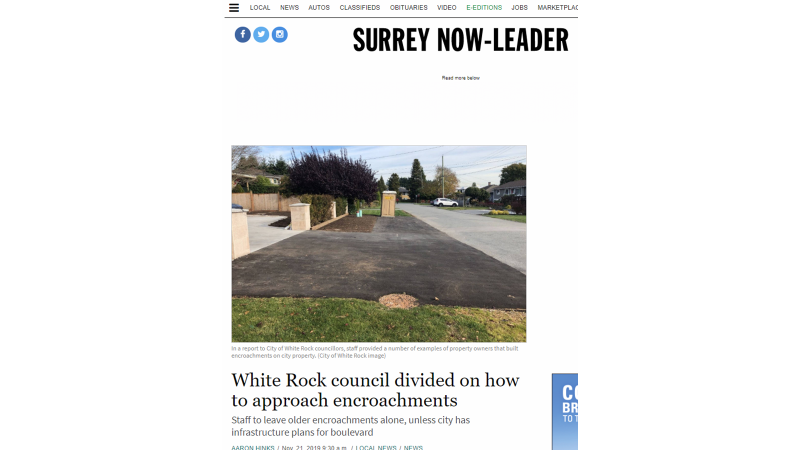 LOCAL NEWS AUTOS CLASSIFIEDS OBITUARIES VIDEO E-EDITIONS JOBS MARKETPLAC
SURREY NOW-LEADER
Read more below
In a report to City of White Rock councillors, staff provided a number of examples of property owners that built
encroachments on city property. (City of White Rock image)
White Rock council divided on how
to approach encroachments
Staff to leave older encroachments alone, unless city has
infrastructure plans for boulevard
AARON HINKS / Nov. 21, 2019 9:30 a.m. / LOCAL NEWS / NEWS
CO
BR
TO T